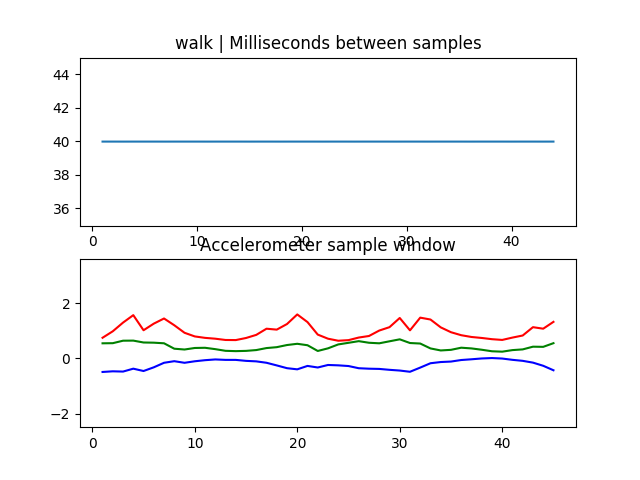 walk | Milliseconds between samples
44
42
40
38
36
0 10 20 30 40
Accelerometer sample window
2
0
−2
0 10 20 30 40